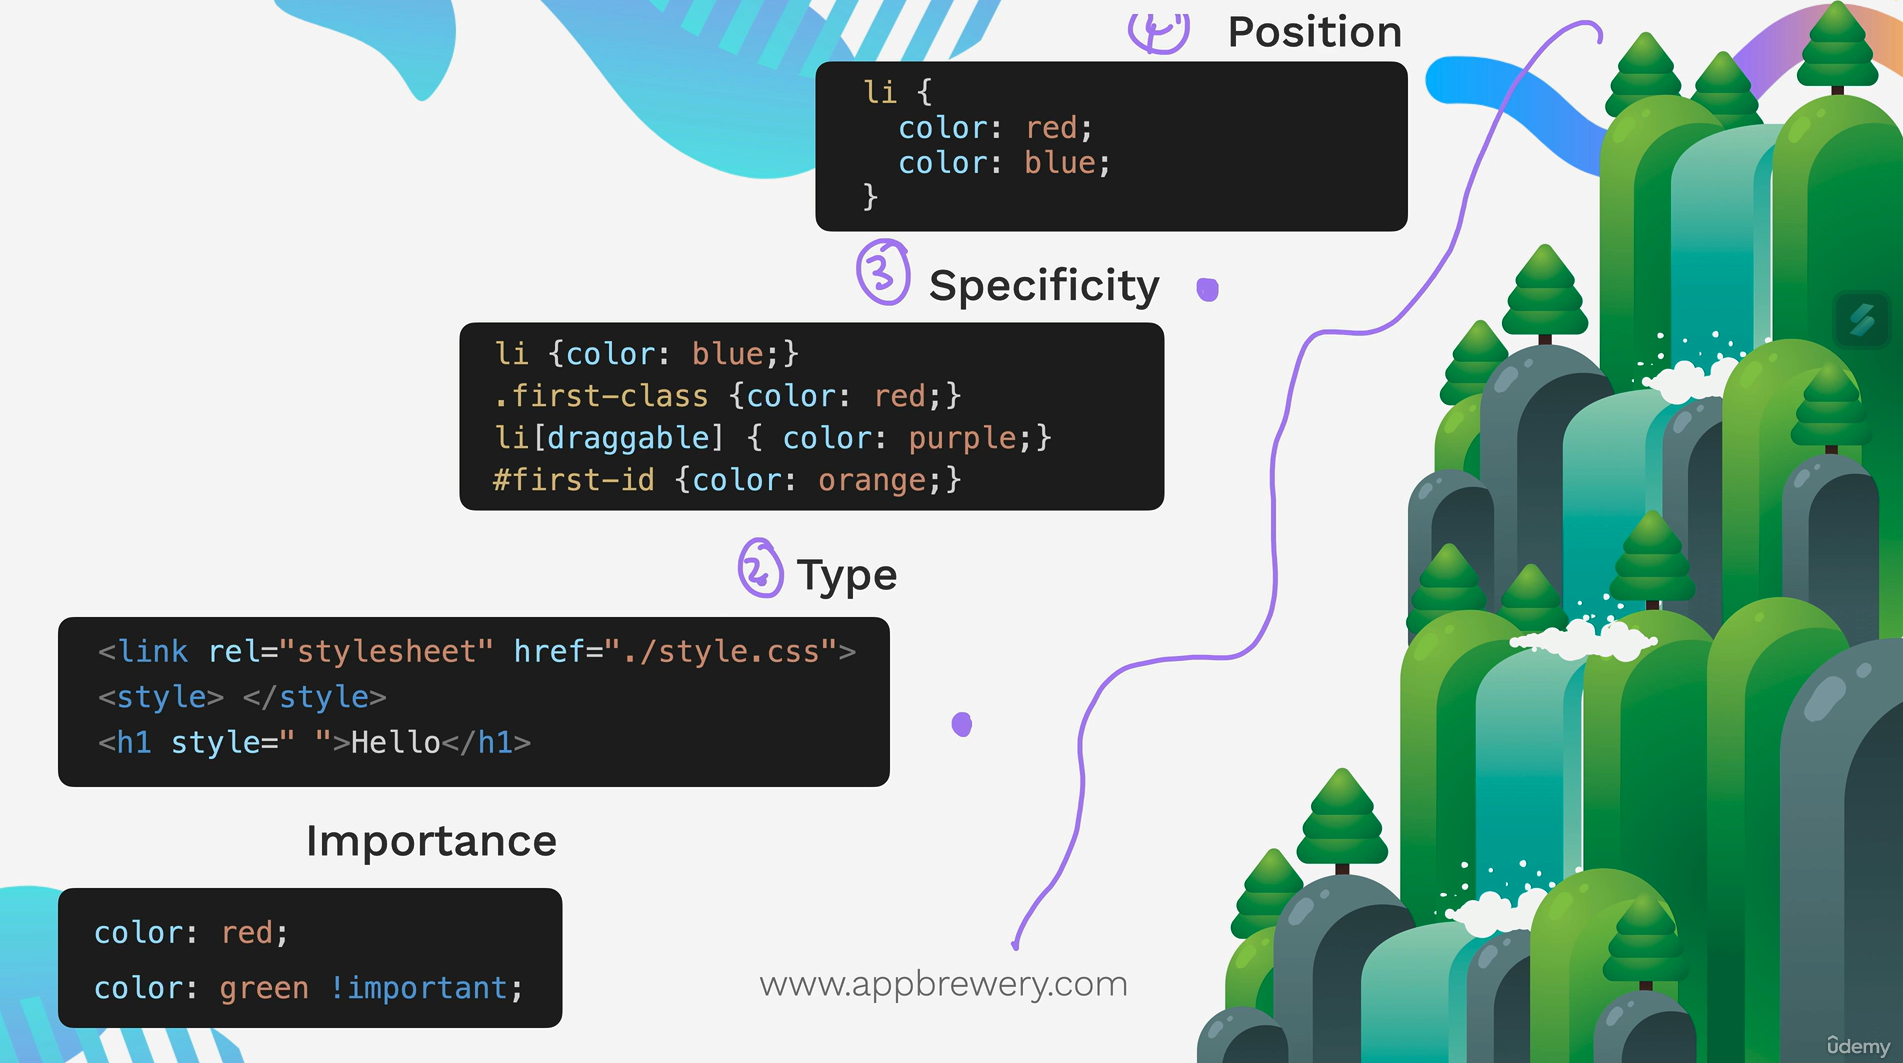 ④ Position
li {
color: red;
color: blue;
}
③ Specificity
li {color: blue;}
.first-class {color: red;}
li[draggable] { color: purple;}
#first-id {color: orange;}
② Type
<link rel="stylesheet" href="./style.css">
<style> </style>
<h1 style=" ">Hello</h1>
Importance
color: red;
color: green !important;
www.appbrewery.com
ûdemy